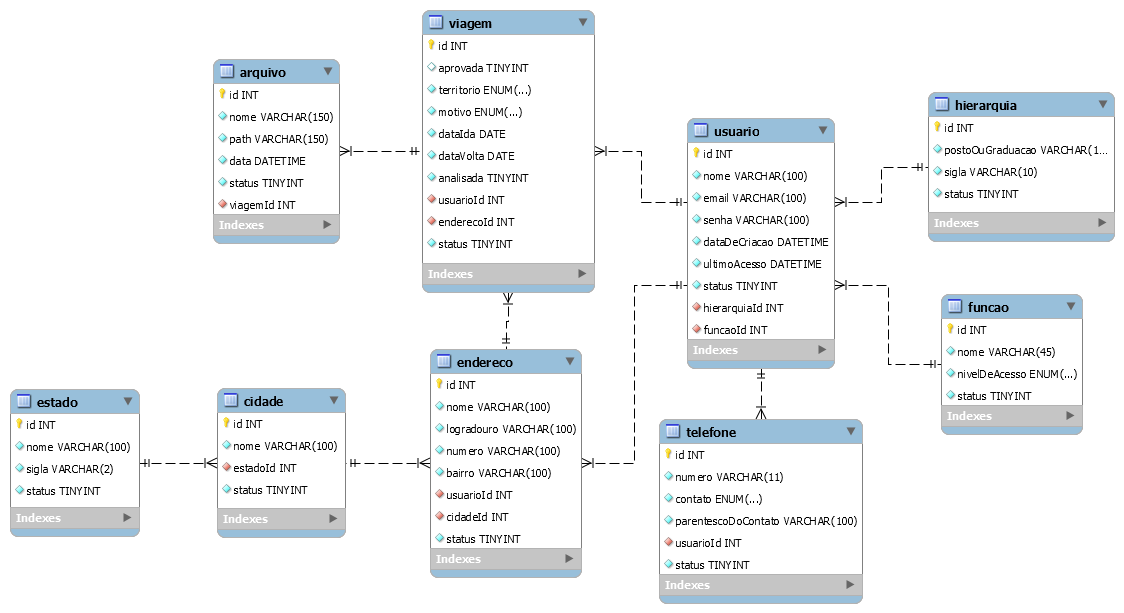 viagem
id INT
aprovada TINYINT
territorio ENUM(...)
motivo ENUM(...)
dataIda DATE
dataVolta DATE
analisada TINYINT
usuarioId INT
enderecoId INT
status TINYINT
Indexes
arquivo
id INT
nome VARCHAR(150)
path VARCHAR(150)
data DATETIME
status TINYINT
viagemId INT
Indexes
usuario
id INT
nome VARCHAR(100)
email VARCHAR(100)
senha VARCHAR(100)
dataDeCriacao DATETIME
ultimoAcesso DATETIME
status TINYINT
hierarquiaId INT
funcaoId INT
Indexes
hierarquia
id INT
postoOuGraduacao VARCHAR(1...
sigla VARCHAR(10)
status TINYINT
Indexes
funcao
id INT
nome VARCHAR(45)
nivelDeAcesso ENUM(...)
status TINYINT
Indexes
estado
id INT
nome VARCHAR(100)
sigla VARCHAR(2)
status TINYINT
Indexes
cidade
id INT
nome VARCHAR(100)
estadoId INT
status TINYINT
Indexes
endereco
id INT
nome VARCHAR(100)
logradouro VARCHAR(100)
numero VARCHAR(100)
bairro VARCHAR(100)
usuarioId INT
cidadeId INT
status TINYINT
Indexes
telefone
id INT
numero VARCHAR(11)
contato ENUM(...)
parentescoDoContato VARCHAR(100)
usuarioId INT
status TINYINT
Indexes